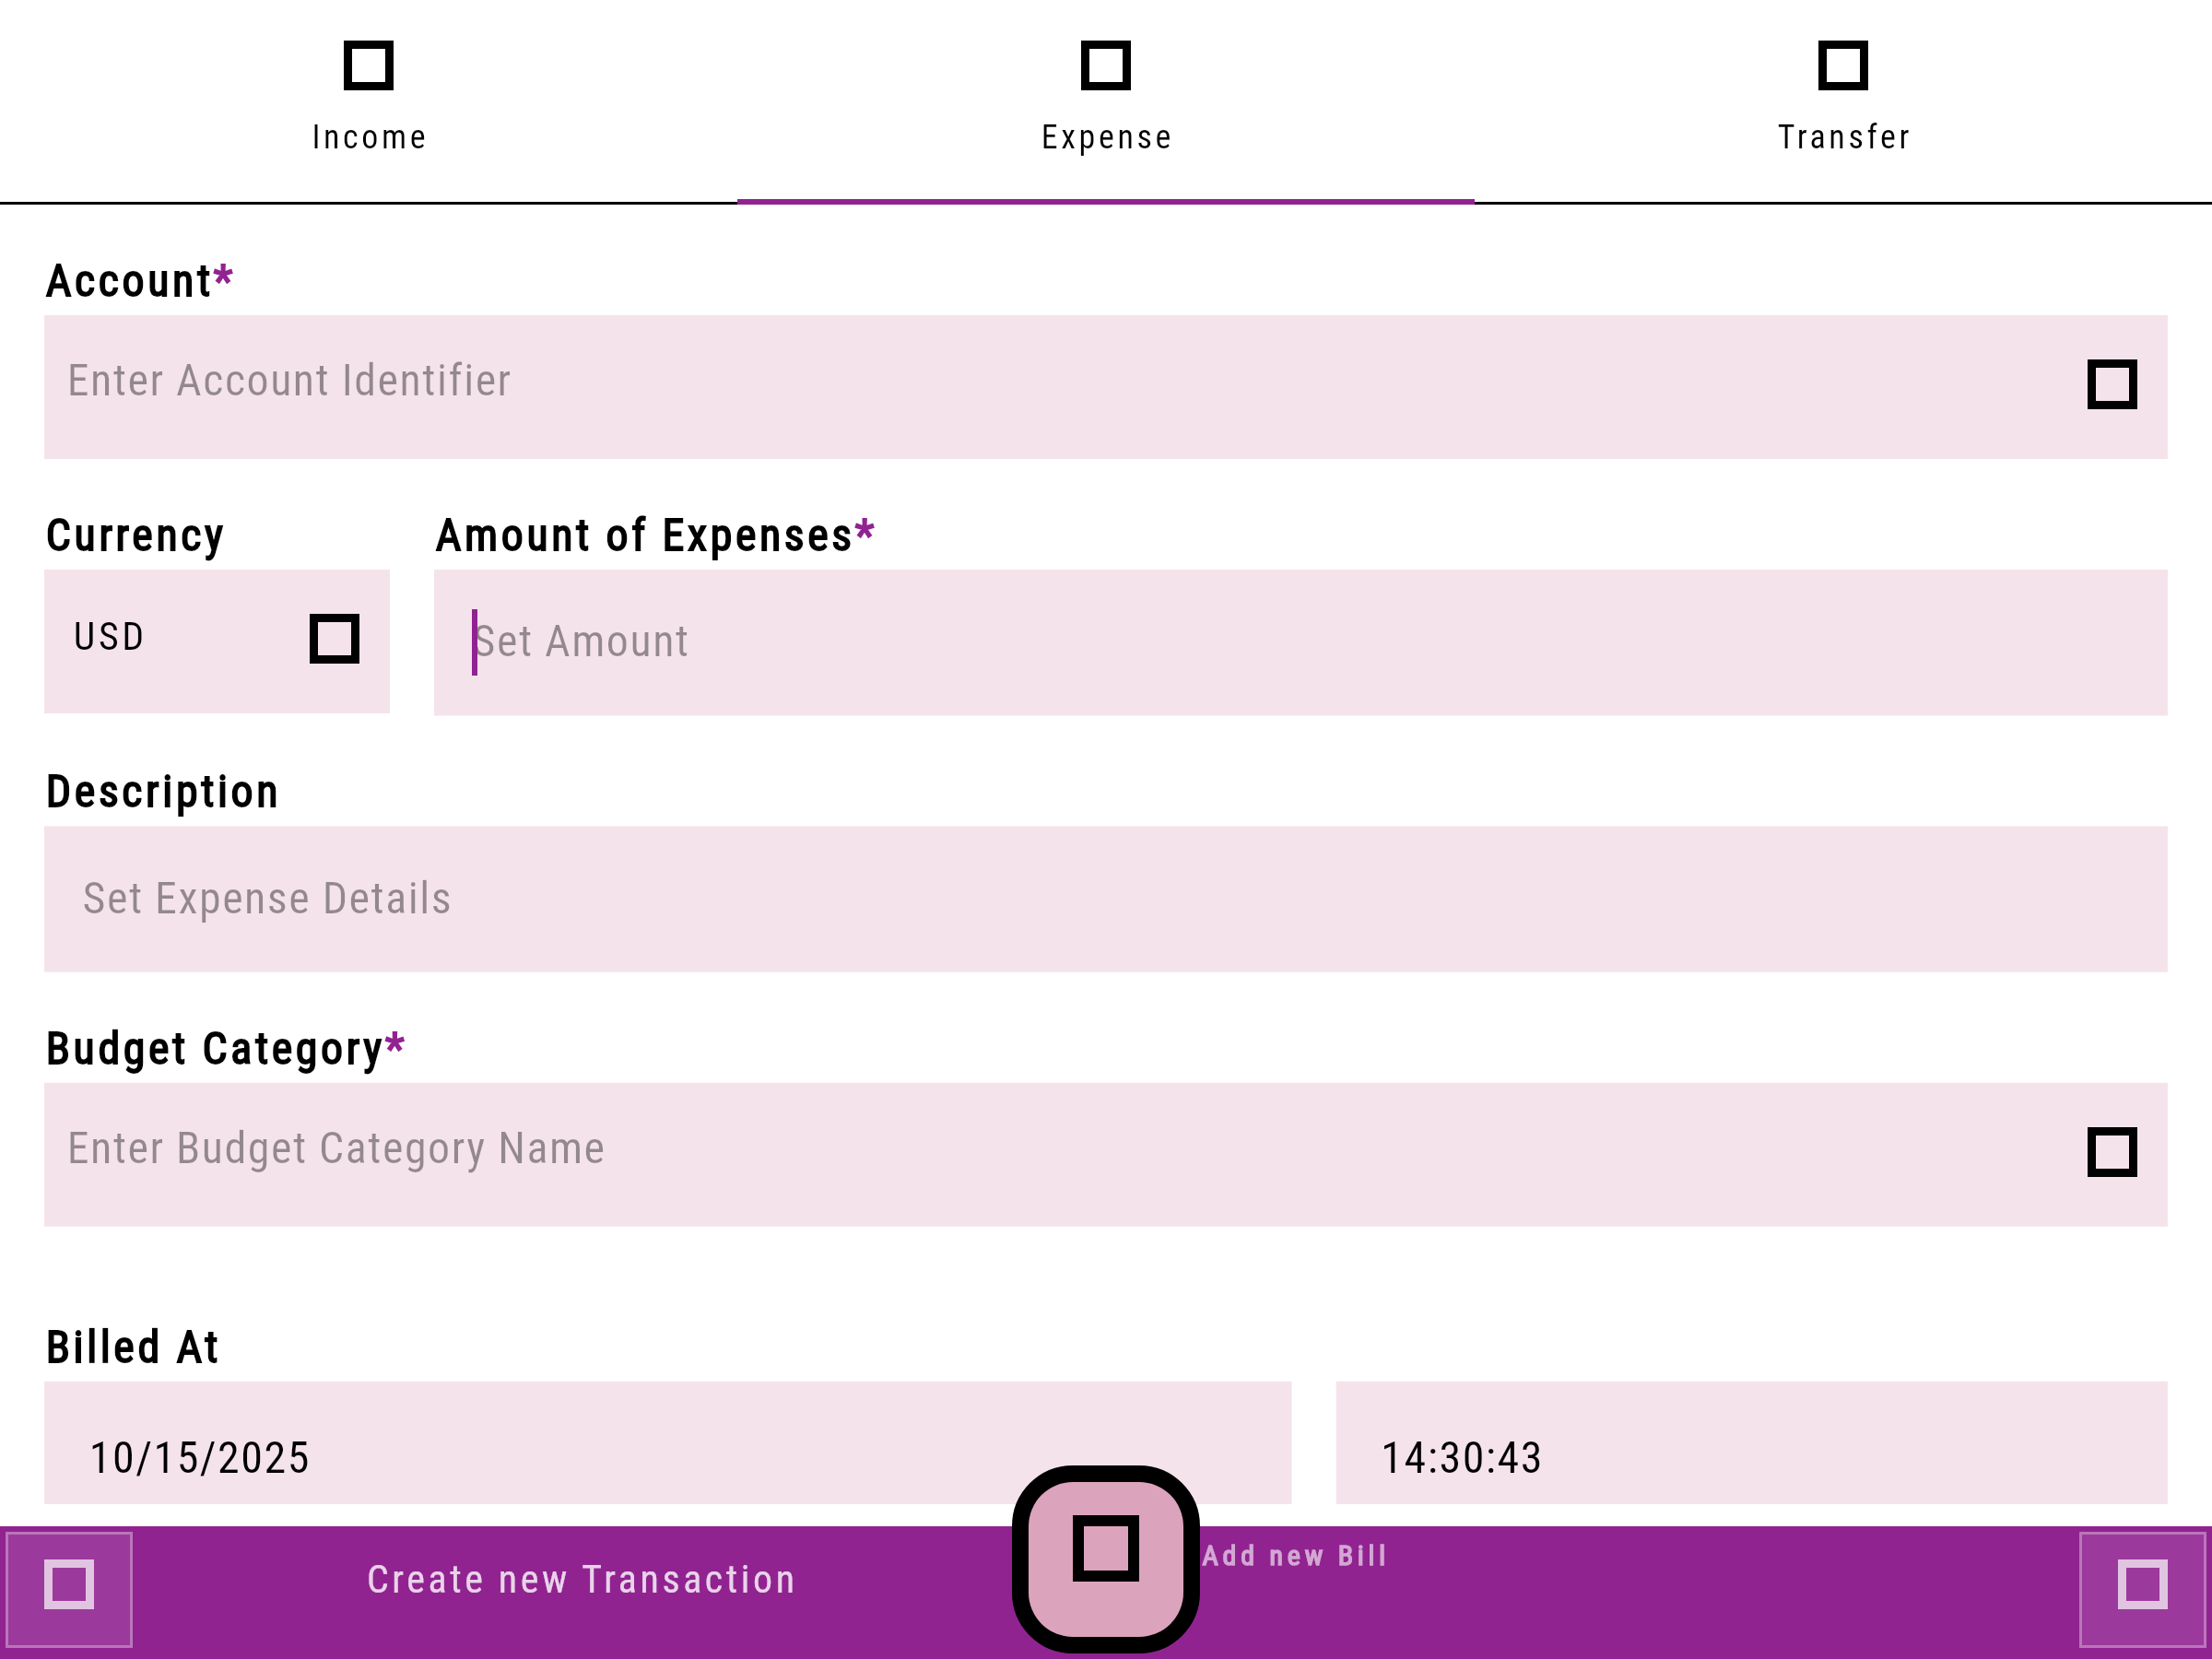 Income
Expense
Transfer
Account*
Enter Account Identifier
Currency
Amount of Expenses*
USD
Set Amount
Description
Set Expense Details
Budget Category*
Enter Budget Category Name
Billed At
10/15/2025
14:30:43
Create new Transaction
Add new Bill